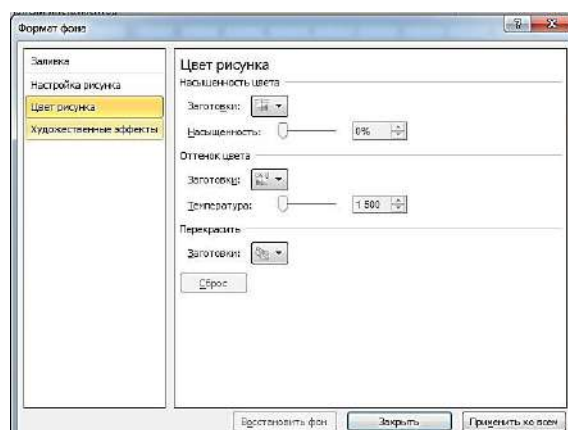 Формат фона
Заливка
Настройка рисунка
Цвет рисунка
Художественные эффекты
Цвет рисунка
Насыщенность цвета
Заготовки:
Насыщенность: 0%
Оттенок цвета
Заготовки:
Температура: 1 500
Перекрасить
Заготовки:
Сброс
Восстановить фон Закрыть Применить ко всем